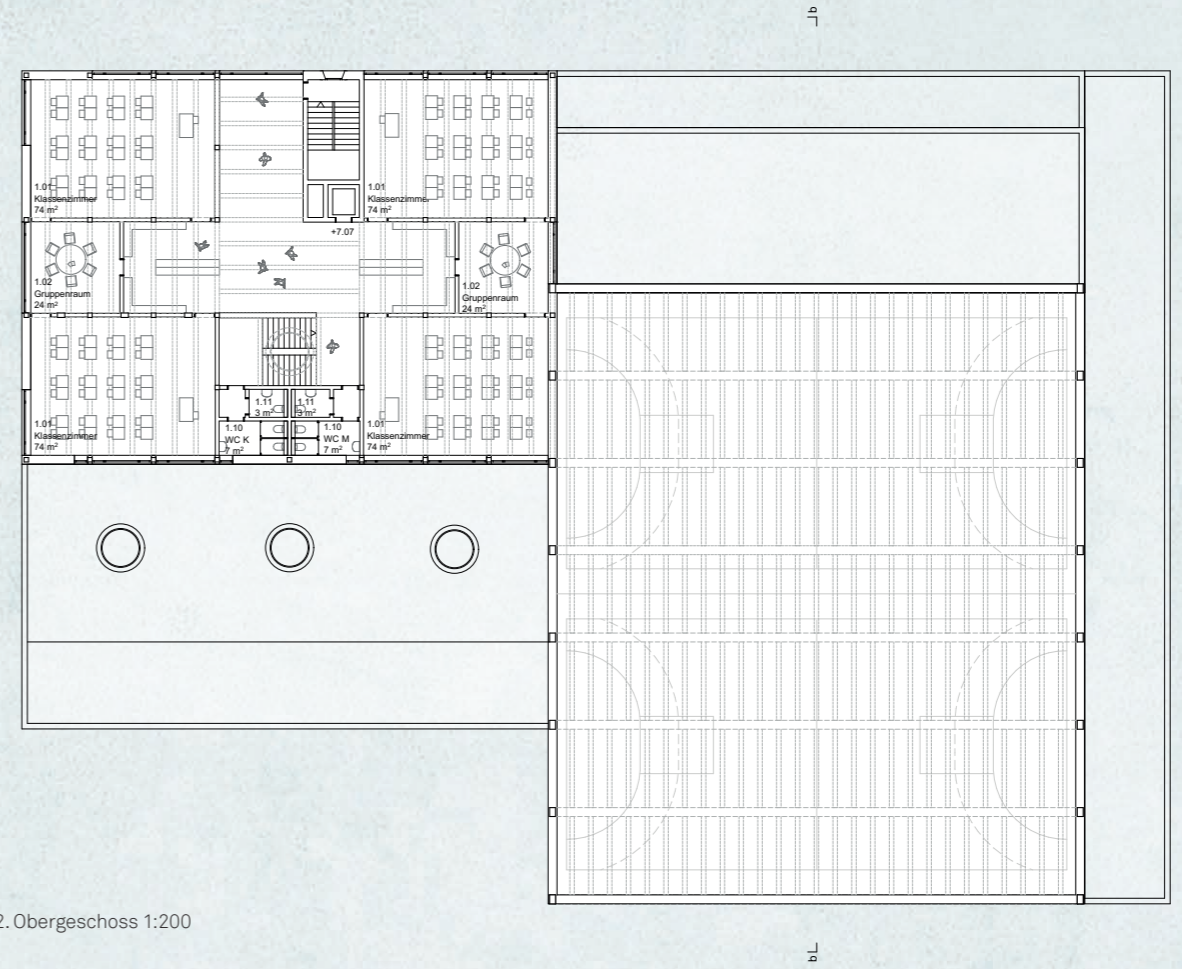 b
1.01
Klassenzimmer
74 m²
1.01
Klassenzimmer
74 m²
+7.07
1.02
Gruppenraum
24 m²
1.02
Gruppenraum
24 m²
1.01
Klassenzimmer
74 m²
1.11
3 m²
1.11
3 m²
1.10
WC K
7 m²
1.10
WC M
7 m²
1.01
Klassenzimmer
74 m²
2. Obergeschoss 1:200
b